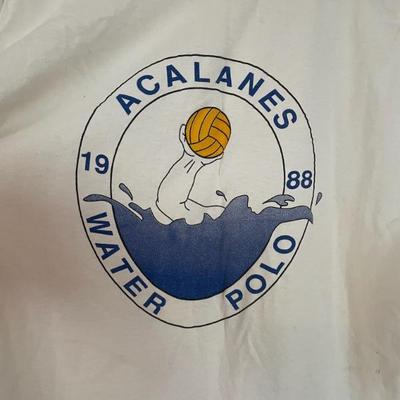 ACALANES
19 88
WATER POLO